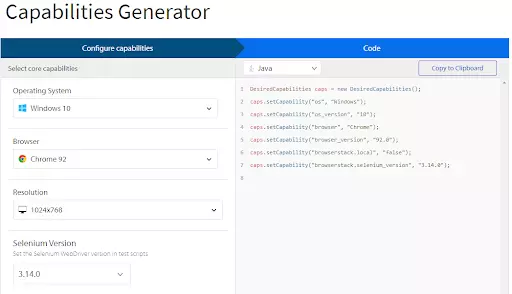 Capabilities Generator
Configure capabilities
Code
Select core capabilities
Java
Copy to Clipboard
Operating System
Windows 10
Browser
Chrome 92
Resolution
1024x768
Selenium Version
Set the Selenium WebDriver version in test scripts
3.14.0
1 DesiredCapabilities caps = new DesiredCapabilities();
2 caps.setCapability("os", "Windows");
3 caps.setCapability("os_version", "10");
4 caps.setCapability("browser", "Chrome");
5 caps.setCapability("browser_version", "92.0");
6 caps.setCapability("browserstack.local", "false");
7 caps.setCapability("browserstack.selenium_version", "3.14.0");
8